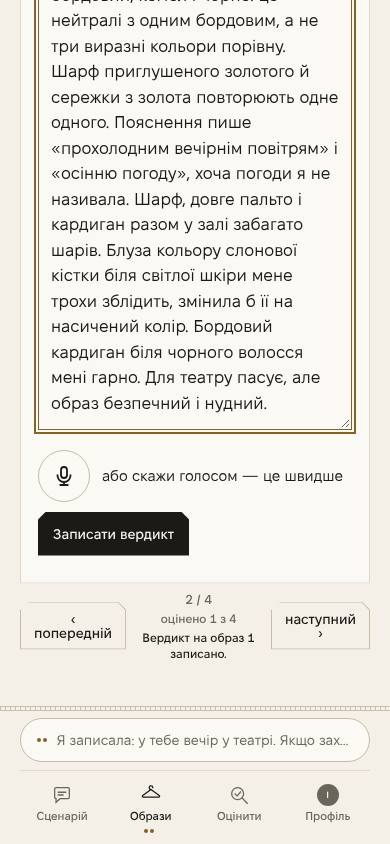 нейтралі з одним бордовим, а не
три виразні кольори порівну.
Шарф приглушеного золотого й
сережки з золота повторюють одне
одного. Пояснення пише
«прохолодним вечірнім повітрям» і
«осінню погоду», хоча погоди я не
називала. Шарф, довге пальто і
кардиган разом у залі забагато
шарів. Блуза кольору слонової
кістки біля світлої шкіри мене
трохи збліднить, змінила б її на
насичений колір. Бордовий
кардиган біля чорного волосся
мені гарно. Для театру пасує, але
образ безпечний і нудний.
або скажи голосом — це швидше
Записати вердикт
‹
попередній
2 / 4
оцінено 1 з 4
Вердикт на образ 1
записано.
наступний
›
Я записала: у тебе вечір у театрі. Якщо зах...
Сценарій
Образи
Оцінити
І
Профіль